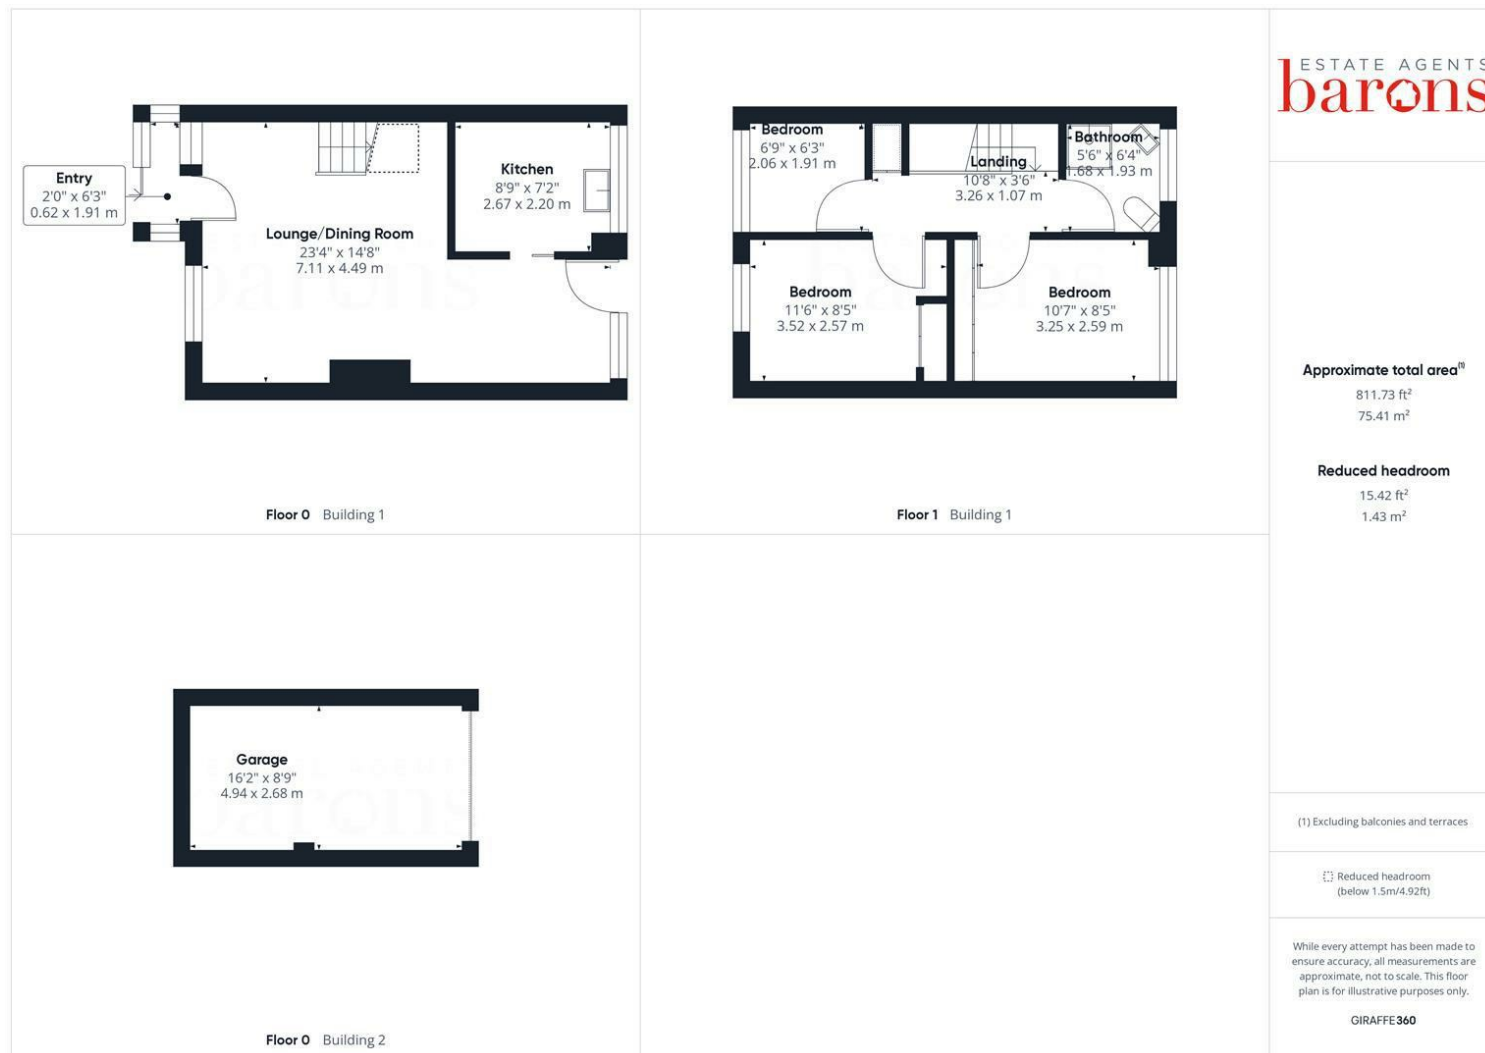 Entry
2'0" x 6'3"
0.62 x 1.91 m
Lounge/Dining Room
23'4" x 14'8"
7.11 x 4.49 m
Kitchen
8'9" x 7'2"
2.67 x 2.20 m
Floor 0 Building 1
Bedroom
6'9" x 6'3"
2.06 x 1.91 m
Landing
10'8" x 3'6"
3.26 x 1.07 m
Bathroom
5'6" x 6'4"
1.68 x 1.93 m
Bedroom
11'6" x 8'5"
3.52 x 2.57 m
Bedroom
10'7" x 8'5"
3.25 x 2.59 m
Floor 1 Building 1
Garage
16'2" x 8'9"
4.94 x 2.68 m
barons
Floor 0 Building 2
ESTATE AGENTS
barons
Approximate total area(1)
811.73 ft²
75.41 m²
Reduced headroom
15.42 ft²
1.43 m²
(1) Excluding balconies and terraces
Reduced headroom
(below 1.5m/4.92ft)
While every attempt has been made to
ensure accuracy, all measurements are
approximate, not to scale. This floor
plan is for illustrative purposes only.
GIRAFFE360